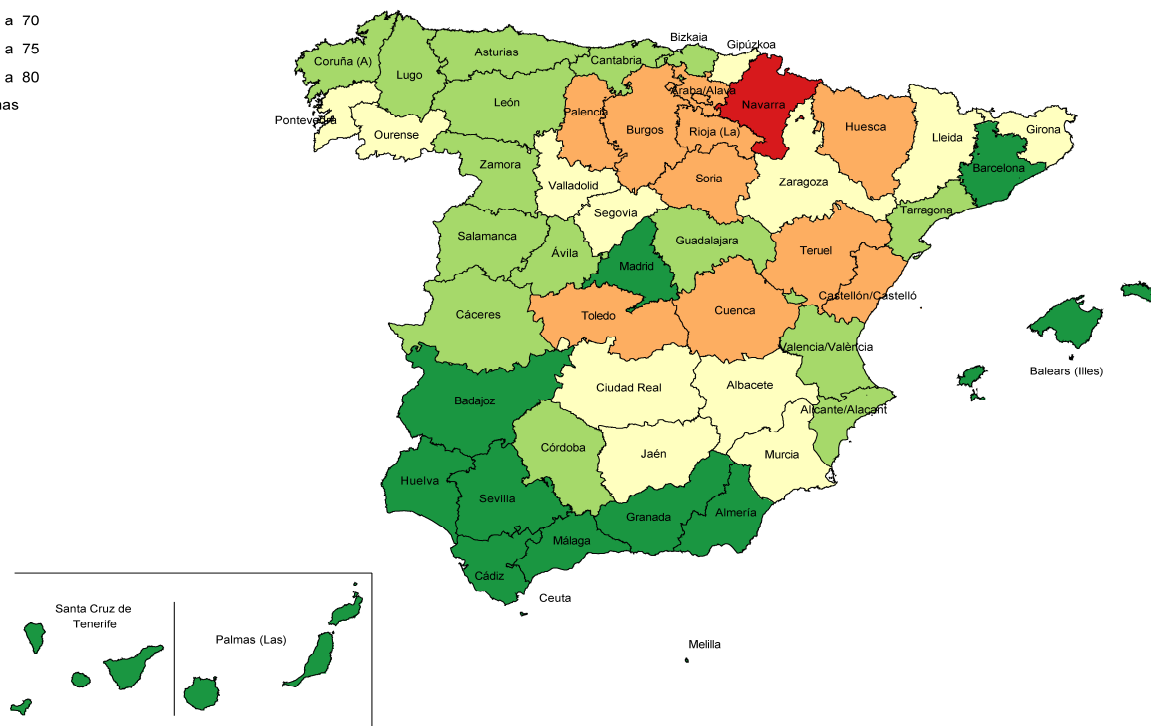 a 70
a 75
a 80
nas
Bizkaia
Gipúzkoa
Asturias
Cantabria
Coruña (A)
Lugo
Araba/Alava
Navarra
León
Palencia
Pontevedra
Ourense
Burgos
Rioja (La)
Huesca
Lleida
Girona
Barcelona
Zamora
Valladolid
Soria
Zaragoza
Segovia
Tarragona
Salamanca
Ávila
Guadalajara
Teruel
Madrid
Castellón/Castelló
Cáceres
Toledo
Cuenca
Valencia/València
Balears (Illes)
Ciudad Real
Albacete
Badajoz
Alicante/Alacant
Córdoba
Jaén
Murcia
Huelva
Sevilla
Granada
Almería
Málaga
Cádiz
Ceuta
Santa Cruz de
Tenerife
Palmas (Las)
Melilla